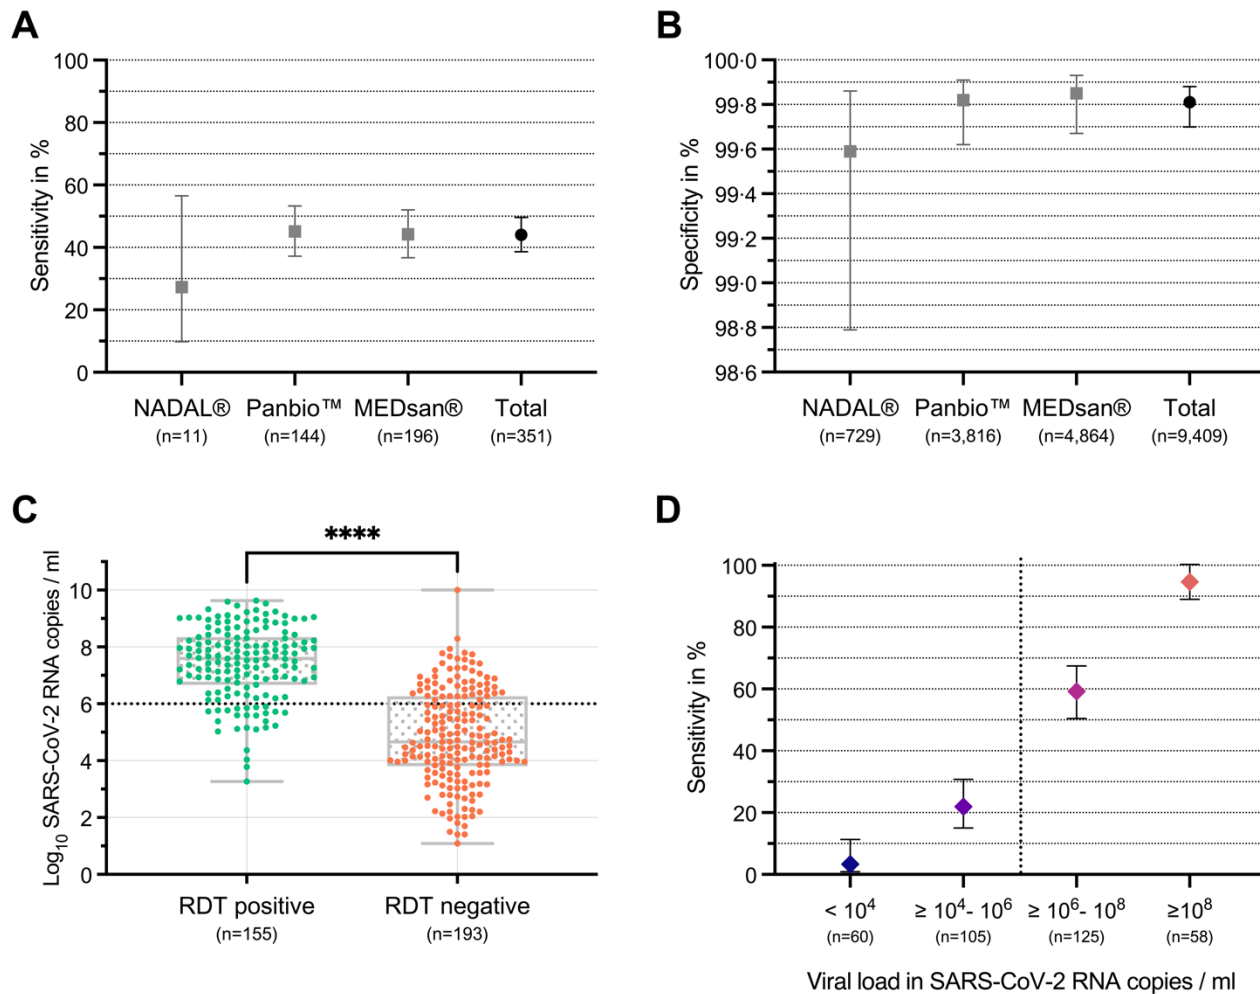 A
Sensitivity in %
100
80
60
40
20
0
NADAL® Panbio™ MEDsan® Total
(n=11) (n=144) (n=196) (n=351)
B
Specificity in %
100·0
99·8
99·6
99·4
99·2
99·0
98·8
98·6
NADAL® Panbio™ MEDsan® Total
(n=729) (n=3,816) (n=4,864) (n=9,409)
C
****
Log₁₀ SARS-CoV-2 RNA copies / ml
10
8
6
4
2
0
RDT positive RDT negative
(n=155) (n=193)
D
Sensitivity in %
100
80
60
40
20
0
< 10⁴ ≥ 10⁴- 10⁶ ≥ 10⁶- 10⁸ ≥10⁸
(n=60) (n=105) (n=125) (n=58)
Viral load in SARS-CoV-2 RNA copies / ml